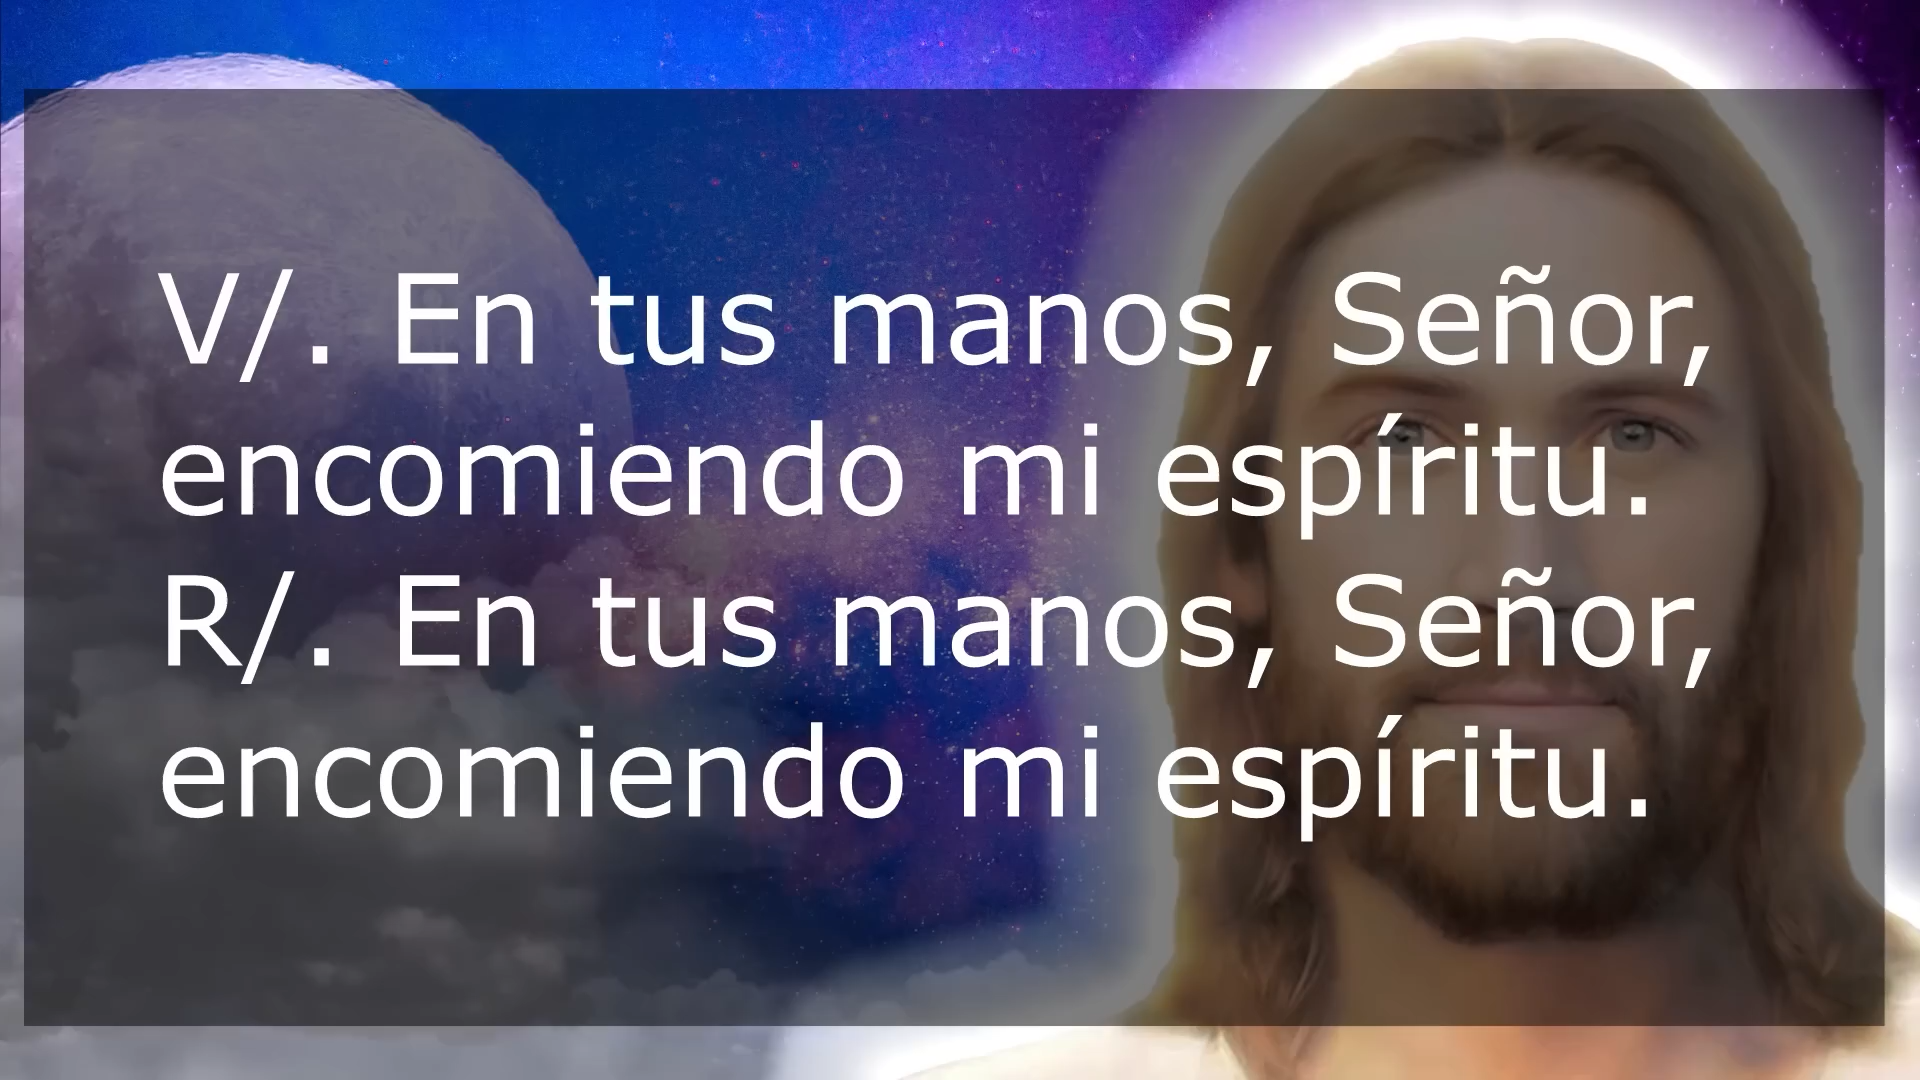 V/. En tus manos, Señor,
encomiendo mi espíritu.
R/. En tus manos, Señor,
encomiendo mi espíritu.